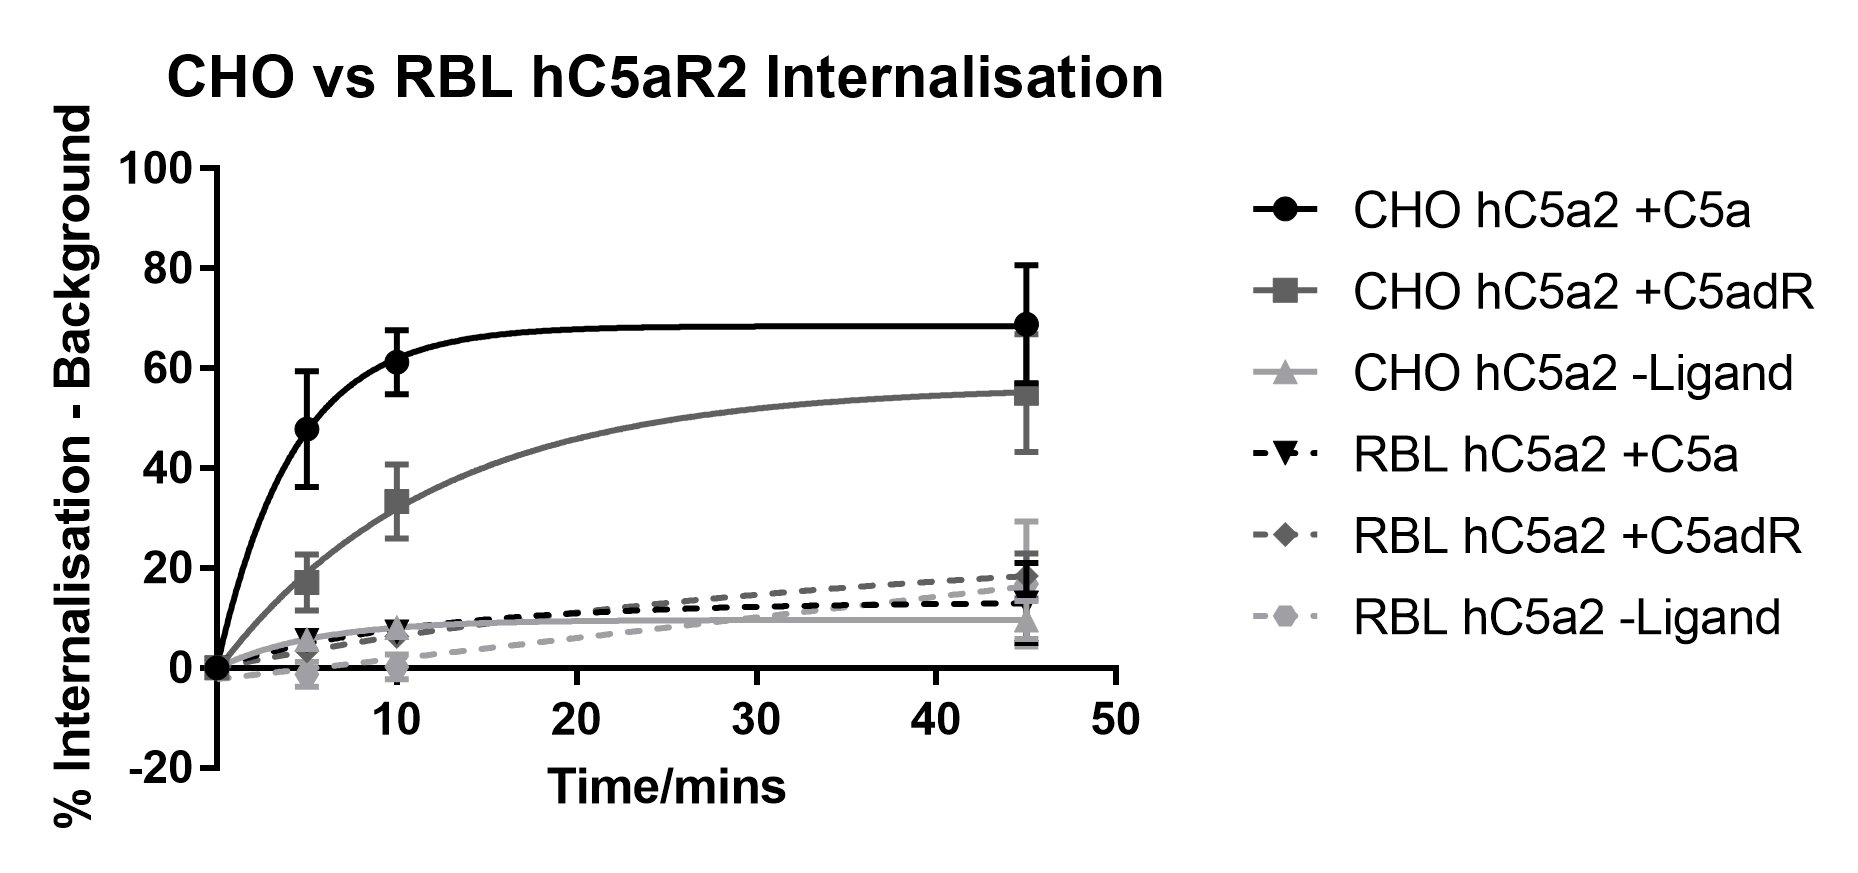 CHO vs RBL hC5aR2 Internalisation
% Internalisation - Background
100
80
60
40
20
0
-20
10 20 30 40 50
Time/mins
CHO hC5a2 +C5a
CHO hC5a2 +C5adR
CHO hC5a2 -Ligand
RBL hC5a2 +C5a
RBL hC5a2 +C5adR
RBL hC5a2 -Ligand